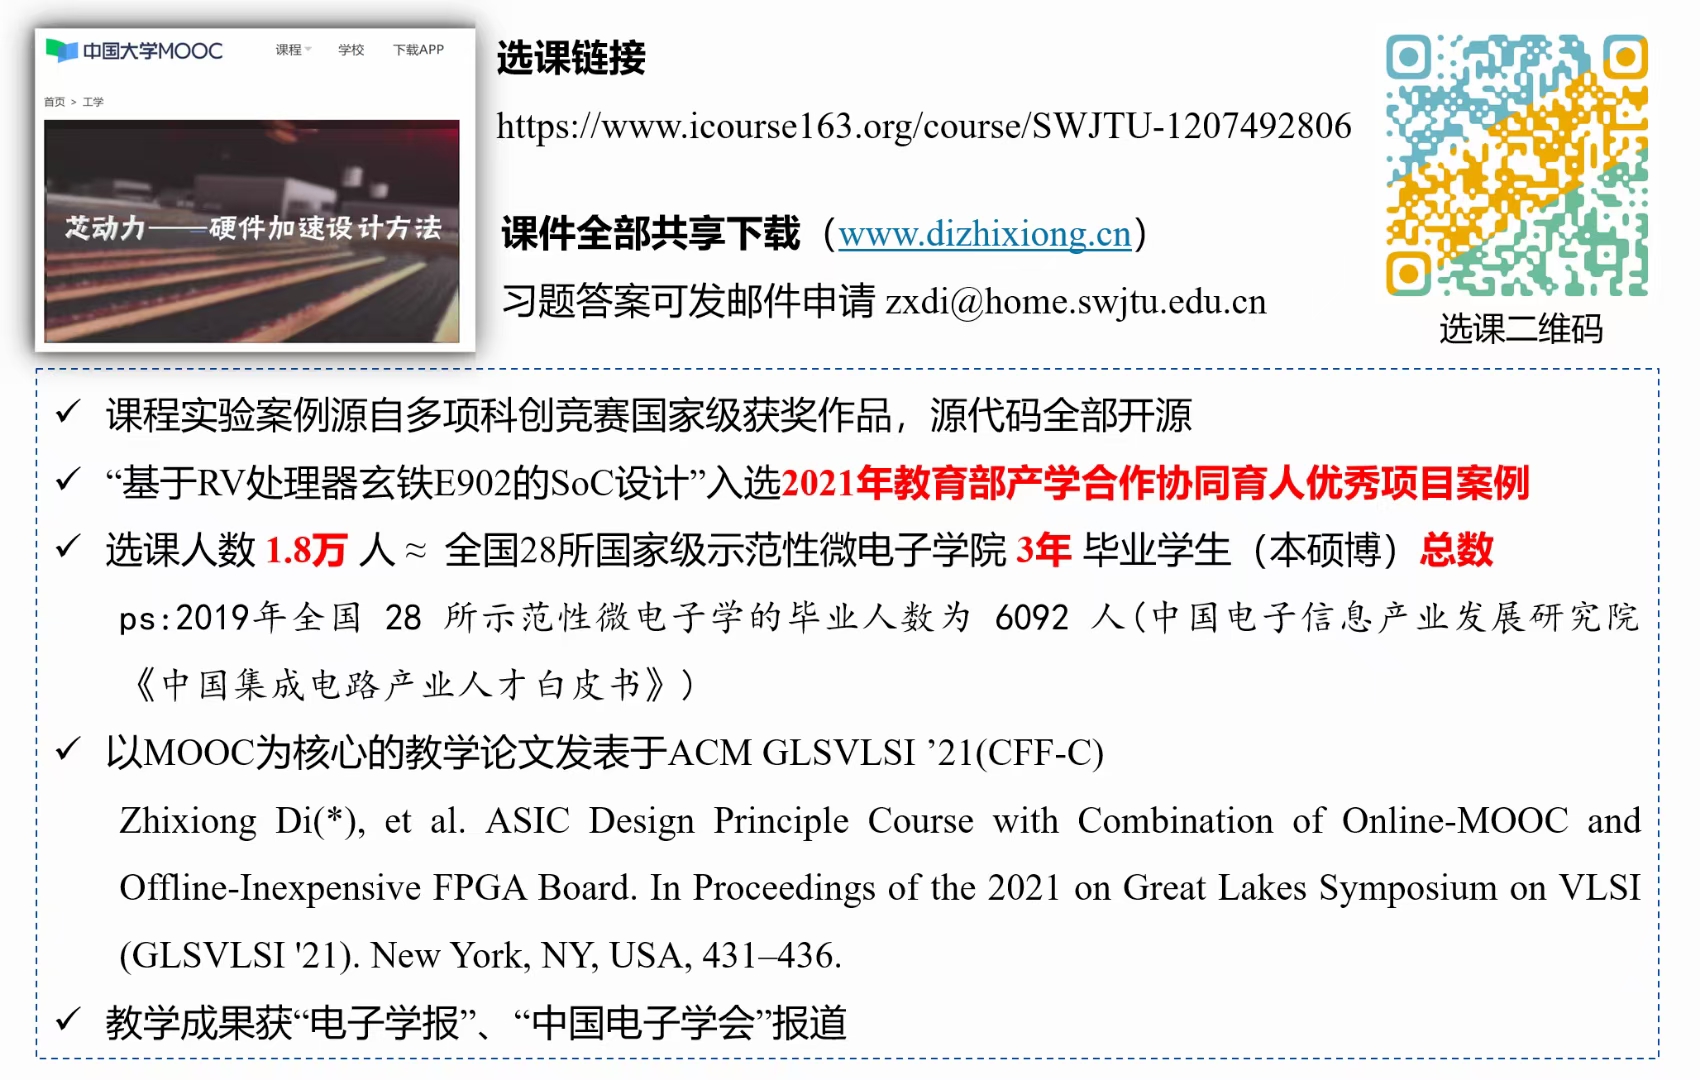 中国大学MOOC
课程
学校
下载APP
首页 > 工学
芯动力——硬件加速设计方法
选课链接
https://www.icourse163.org/course/SWJTU-1207492806
课件全部共享下载（www.dizhixiong.cn）
习题答案可发邮件申请 zxdi@home.swjtu.edu.cn
选课二维码
✓ 课程实验案例源自多项科创竞赛国家级获奖作品，源代码全部开源
✓ “基于RV处理器玄铁E902的SoC设计”入选2021年教育部产学合作协同育人优秀项目案例
✓ 选课人数 1.8万 人 ≈ 全国28所国家级示范性微电子学院 3年 毕业学生（本硕博）总数
ps:2019年全国 28 所示范性微电子学的毕业人数为 6092 人(中国电子信息产业发展研究院
《中国集成电路产业人才白皮书》)
✓ 以MOOC为核心的教学论文发表于ACM GLSVLSI ’21(CFF-C)
Zhixiong Di(*), et al. ASIC Design Principle Course with Combination of Online-MOOC and
Offline-Inexpensive FPGA Board. In Proceedings of the 2021 on Great Lakes Symposium on VLSI
(GLSVLSI '21). New York, NY, USA, 431–436.
✓ 教学成果获“电子学报”、“中国电子学会”报道